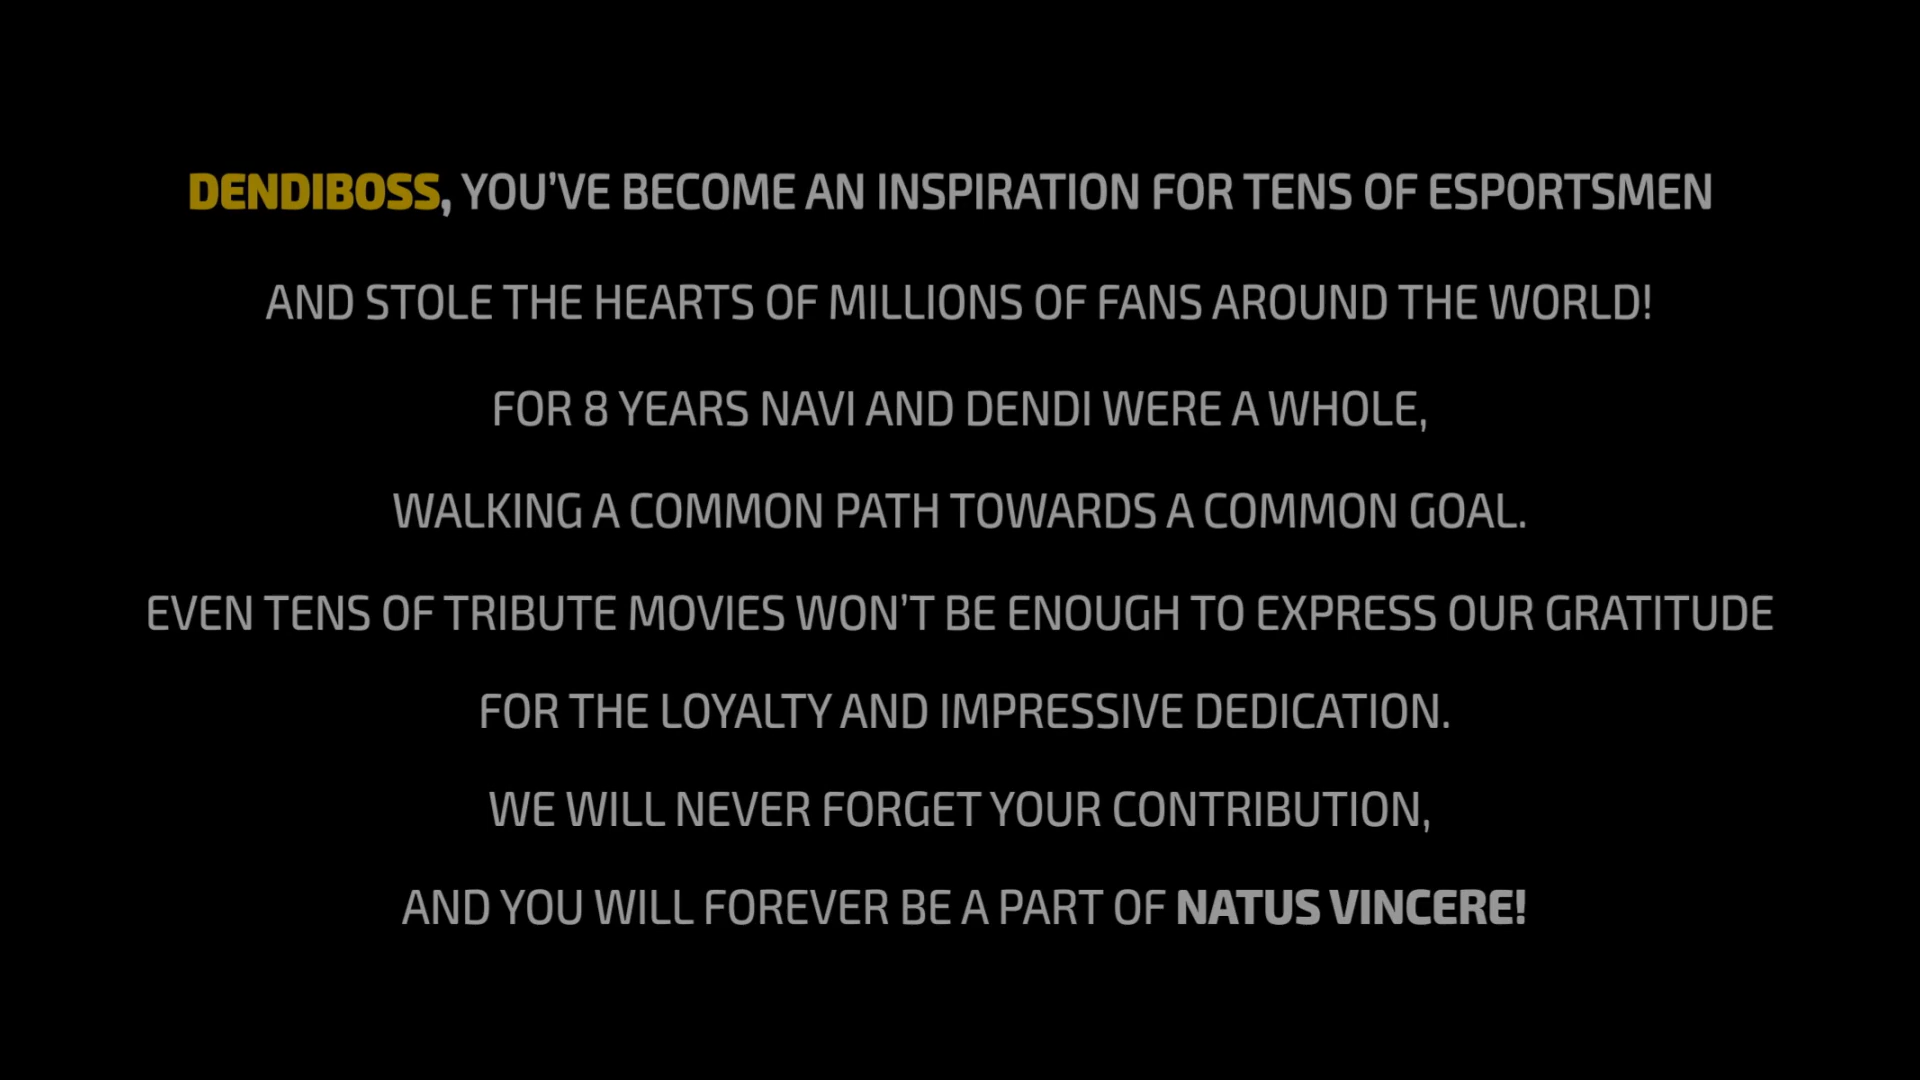 DENDIBOSS, YOU'VE BECOME AN INSPIRATION FOR TENS OF ESPORTSMEN
AND STOLE THE HEARTS OF MILLIONS OF FANS AROUND THE WORLD!
FOR 8 YEARS NAVI AND DENDI WERE A WHOLE,
WALKING A COMMON PATH TOWARDS A COMMON GOAL.
EVEN TENS OF TRIBUTE MOVIES WON'T BE ENOUGH TO EXPRESS OUR GRATITUDE
FOR THE LOYALTY AND IMPRESSIVE DEDICATION.
WE WILL NEVER FORGET YOUR CONTRIBUTION,
AND YOU WILL FOREVER BE A PART OF NATUS VINCERE!